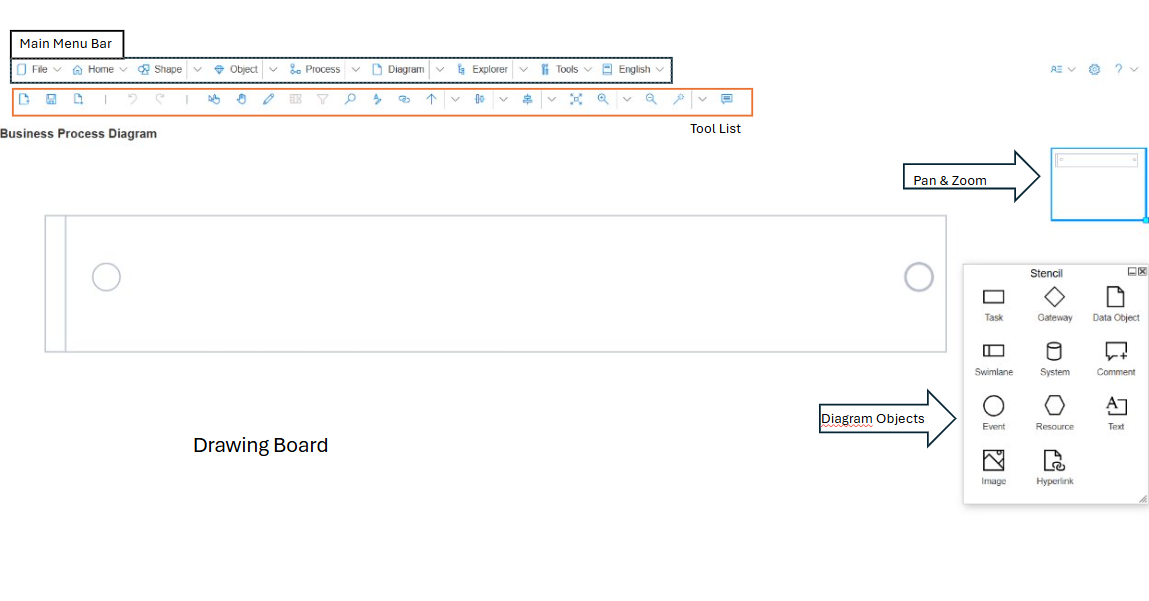 Main Menu Bar
File Home Shape Object Process Diagram Explorer Tools English ?
Tool List
Business Process Diagram
Pan & Zoom
Stencil
Task Gateway Data Object
Swimlane System Comment
Diagram Objects
Event Resource Text
Drawing Board
Image Hyperlink